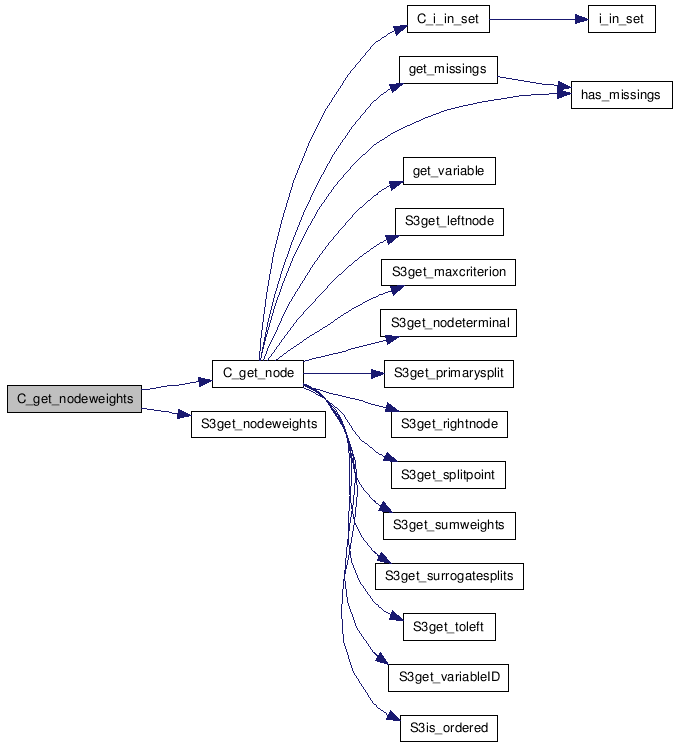 C_i_in_set
i_in_set
get_missings
has_missings
get_variable
S3get_leftnode
S3get_maxcriterion
S3get_nodeterminal
C_get_node
S3get_primarysplit
C_get_nodeweights
S3get_nodeweights
S3get_rightnode
S3get_splitpoint
S3get_sumweights
S3get_surrogatesplits
S3get_toleft
S3get_variableID
S3is_ordered